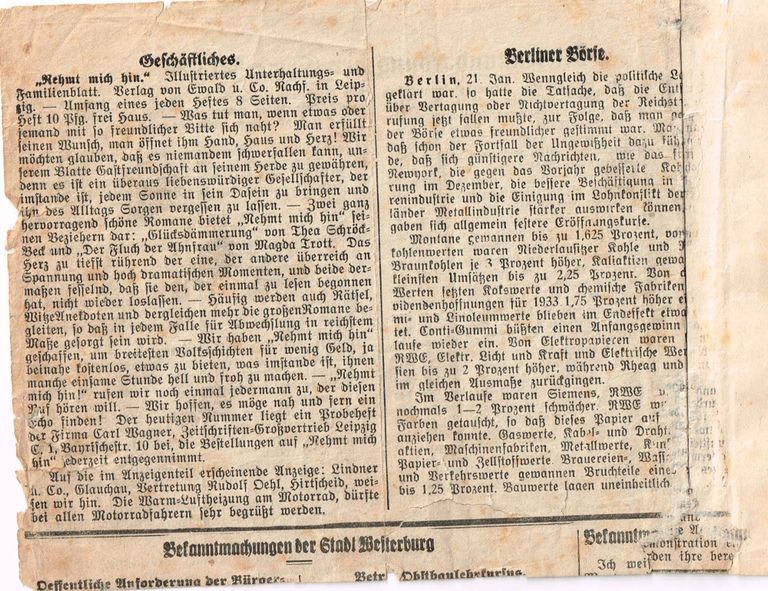 Geschäftliches.
„Nehmt mich hin.“ Illustriertes Unterhaltungs- und
Familienblatt. Verlag von Ewald u. Co. Nachf. in Leip-
zig. — Umfang eines jeden Heftes 8 Seiten. Preis pro
Heft 10 Pfg. frei Haus. — Was tut man, wenn etwas oder
jemand mit so freundlicher Bitte sich naht? Man erfüllt
seinen Wunsch, man öffnet ihm Hand, Haus und Herz! Wir
möchten glauben, daß es niemandem schwerfallen kann, un-
serem Blatte Gastfreundschaft an seinem Herde zu gewähren,
denn es ist ein überaus liebenswürdiger Gesellschafter, der
imstande ist, jedem Sonne in sein Dasein zu bringen und
ihn des Alltags Sorgen vergessen zu lassen. — Zwei ganz
hervorragend schöne Romane bietet „Nehmt mich hin“ sei-
nen Beziehern dar: „Glücksdämmerung“ von Thea Schröck-
Beck und „Der Fluch der Ahnfrau“ von Magda Trott. Das
Herz zu tiefst rührend der eine, der andere überreich an
Spannung und hoch dramatischen Momenten, und beide der-
maßen fesselnd, daß sie den, der einmal zu lesen begonnen
hat, nicht wieder loslassen. — Häufig werden auch Rätsel,
Witze Anekdoten und dergleichen mehr die großen Romane be-
gleiten, so daß in jedem Falle für Abwechslung in reichstem
Maße gesorgt sein wird. — Wir haben „Nehmt mich hin“
geschaffen, um breitesten Volksschichten für wenig Geld, ja
beinahe kostenlos, etwas zu bieten, was imstande ist, ihnen
manche einsame Stunde hell und froh zu machen. — „Nehmt
mich hin!“ rufen wir noch einmal jedermann zu, der diesen
Ruf hören will. — Wir hoffen, es möge nah und fern ein
Echo finden! Der heutigen Nummer liegt ein Probeheft
der Firma Carl Wagner, Zeitschriften-Großvertrieb Leipzig
C. 1, Bayrischestr. 10 bei, die Bestellungen auf „Nehmt mich
hin“ jederzeit entgegennimmt.
Auf die im Anzeigenteil erscheinende Anzeige: Lindner
u. Co., Glauchau, Vertretung Rudolf Oehl, Hirtscheid, wei-
sen wir hin. Die Warm-Luftheizung am Motorrad, dürfte
bei allen Motorradfahrern sehr begrüßt werden.
Berliner Börse.
Berlin, 21 Jan. Wenngleich die politische
geklärt war, so hatte die Tatsache, daß die
über Vertagung oder Nichtvertagung der
rufung jetzt fallen mußte, zur Folge, daß man
der Börse etwas freundlicher gestimmt war.
daß schon der Fortfall der Ungewißheit dazu
de, daß sich günstigere Nachrichten, wie das
Newyork, die gegen das Vorjahr gebesserte
rung im Dezember, die bessere Beschäftigung in
renindustrie und die Einigung im Lohnkonflikt der
länder Metallindustrie stärker auswirken können
gaben sich allgemein festere Eröffnungskurse.
Montane gewannen bis zu 1,625 Prozent,
kohlenwerten waren Niederlausitzer Kohle und
Braunkohlen je 3 Prozent höher, Kaliaktien
kleinsten Umsätzen bis zu 2,25 Prozent. Von
Werten setzten Kokswerte und chemische Fabriken
videndenhoffnungen für 1933 1,75 Prozent höher
mi- und Linoleumwerte blieben im Endeffekt
tet. Conti-Gummi büßten einen Anfangsgewinn
laufe wieder ein. Von Elektropapieren waren
RWE, Elektr. Licht und Kraft und Elektrische
sien bis zu 2 Prozent höher, während Rheag
im gleichen Ausmaße zurückgingen.
Im Verlaufe waren Siemens, RWE
nochmals 1—2 Prozent schwächer. RWE
Farben getauscht, so daß dieses Papier
anziehen konnte. Gaswerte, Kabel- und Draht
aktien, Maschinenfabriken, Metallwerte,
Papier- und Zellstoffwerte Brauereien-,
und Verkehrswerte gewannen Bruchteile
bis 1,25 Prozent. Bauwerte lagen uneinheitlich.
Bekanntmachungen der Stadt Westerburg
Oeffentliche Anforderung der
Betr. Obstbaulehrkursus
Ich